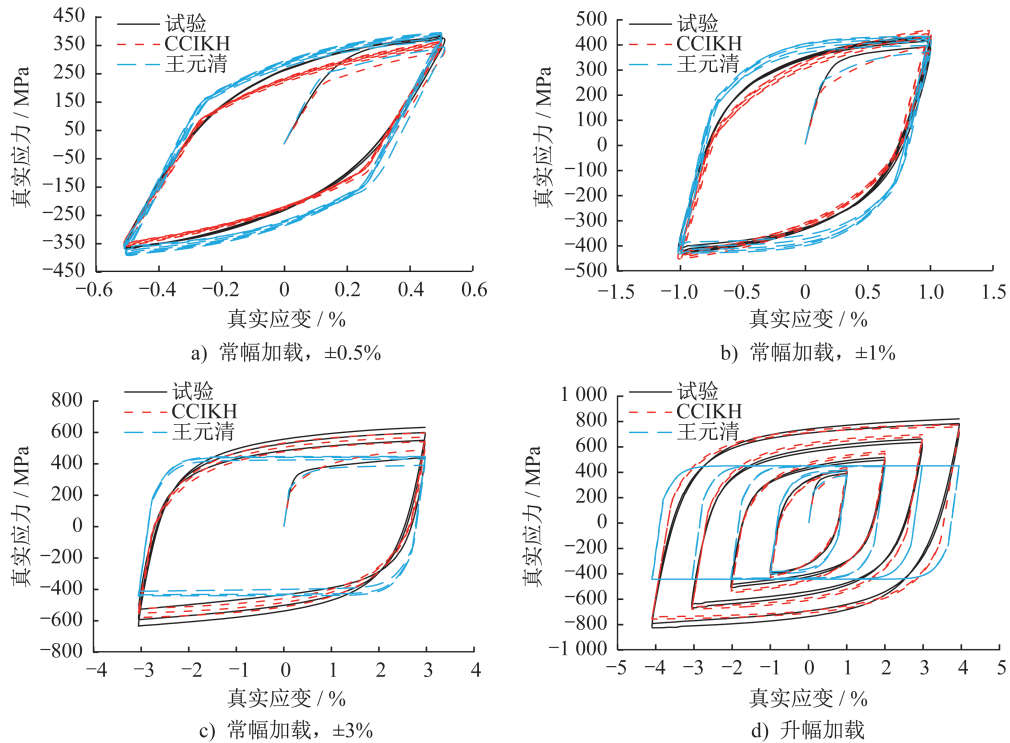 450
350
250
150
50
−50
−150
−250
−350
−450
真实应力 / MPa
试验
CCIKH
王元清
−0.6 −0.4 −0.2 0 0.2 0.4 0.6
真实应变 / %
a) 常幅加载，±0.5%
500
400
300
200
100
0
−100
−200
−300
−400
−500
真实应力 / MPa
试验
CCIKH
王元清
−1.5 −1.0 −0.5 0 0.5 1.0 1.5
真实应变 / %
b) 常幅加载，±1%
800
600
400
200
0
−200
−400
−600
−800
真实应力 / MPa
试验
CCIKH
王元清
−4 −3 −2 −1 0 1 2 3 4
真实应变 / %
c) 常幅加载，±3%
1 000
800
600
400
200
0
−200
−400
−600
−800
−1 000
真实应力 / MPa
试验
CCIKH
王元清
−5 −4 −3 −2 −1 0 1 2 3 4 5
真实应变 / %
d) 升幅加载